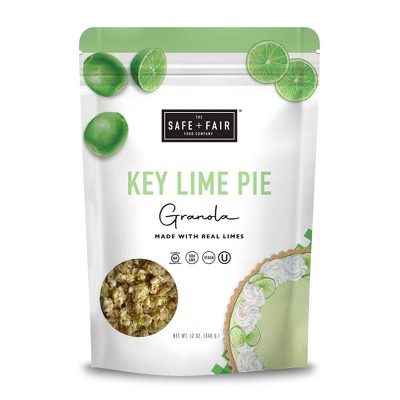 THE
SAFE + FAIR
FOOD COMPANY
™
KEY LIME PIE
Granola
MADE WITH REAL LIMES
VEGAN
U
NET WT. 12 OZ. (340 G)